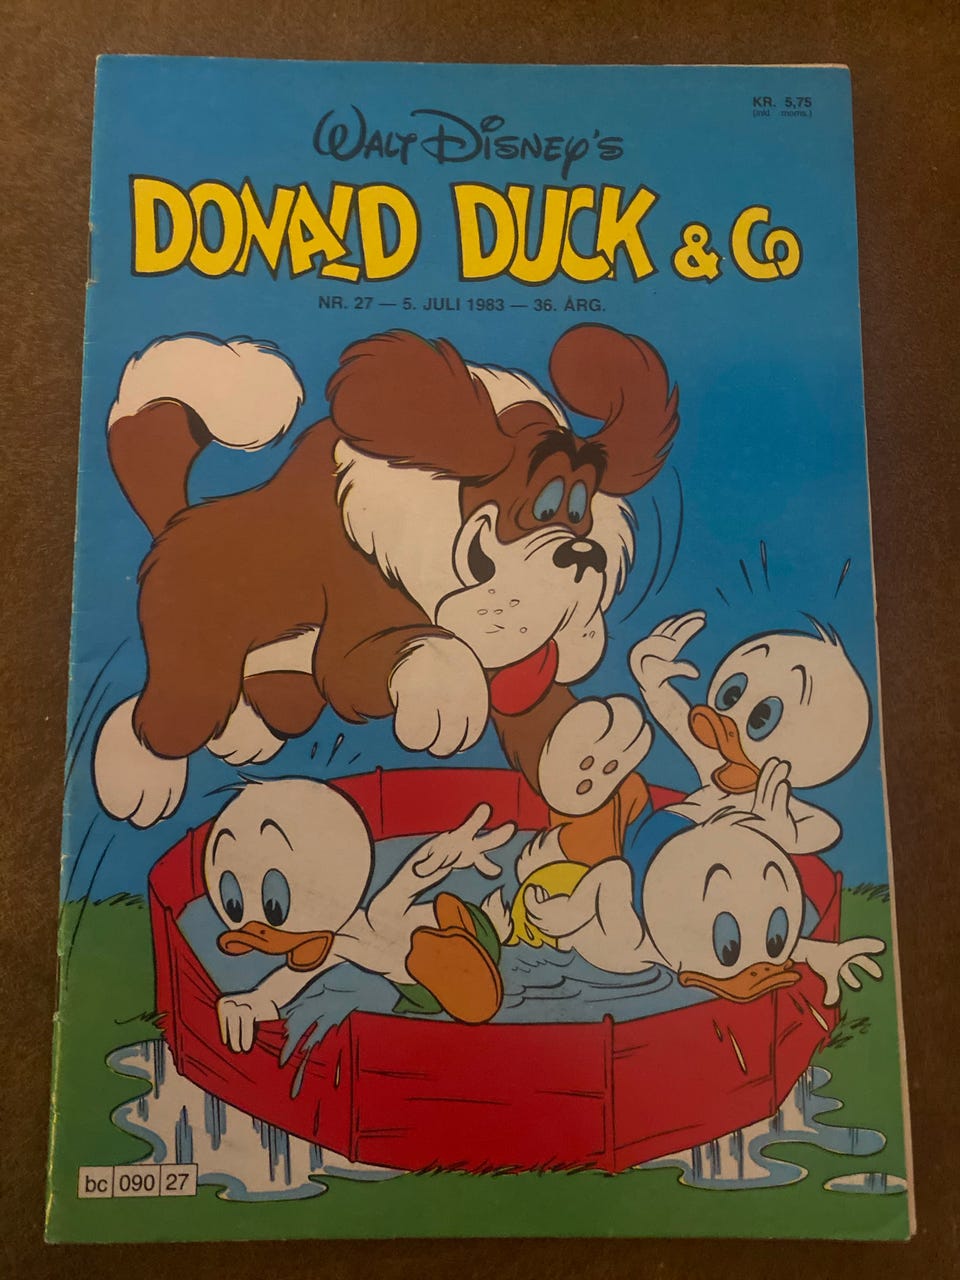 KR. 5,75
(inkl moms.)
WALT DISNEY'S
DONALD DUCK & CO
NR. 27 — 5. JULI 1983 — 36. ÅRG.
bc 090 27